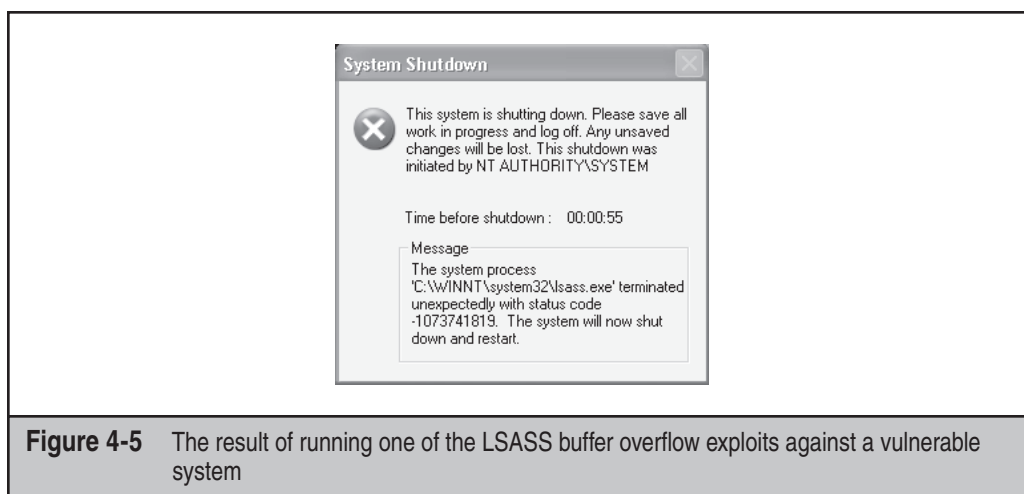 System Shutdown
This system is shutting down. Please save all
work in progress and log off. Any unsaved
changes will be lost. This shutdown was
initiated by NT AUTHORITY\SYSTEM
Time before shutdown : 00:00:55
Message
The system process
'C:\WINNT\system32\lsass.exe' terminated
unexpectedly with status code
-1073741819. The system will now shut
down and restart.
Figure 4-5 The result of running one of the LSASS buffer overflow exploits against a vulnerable
system